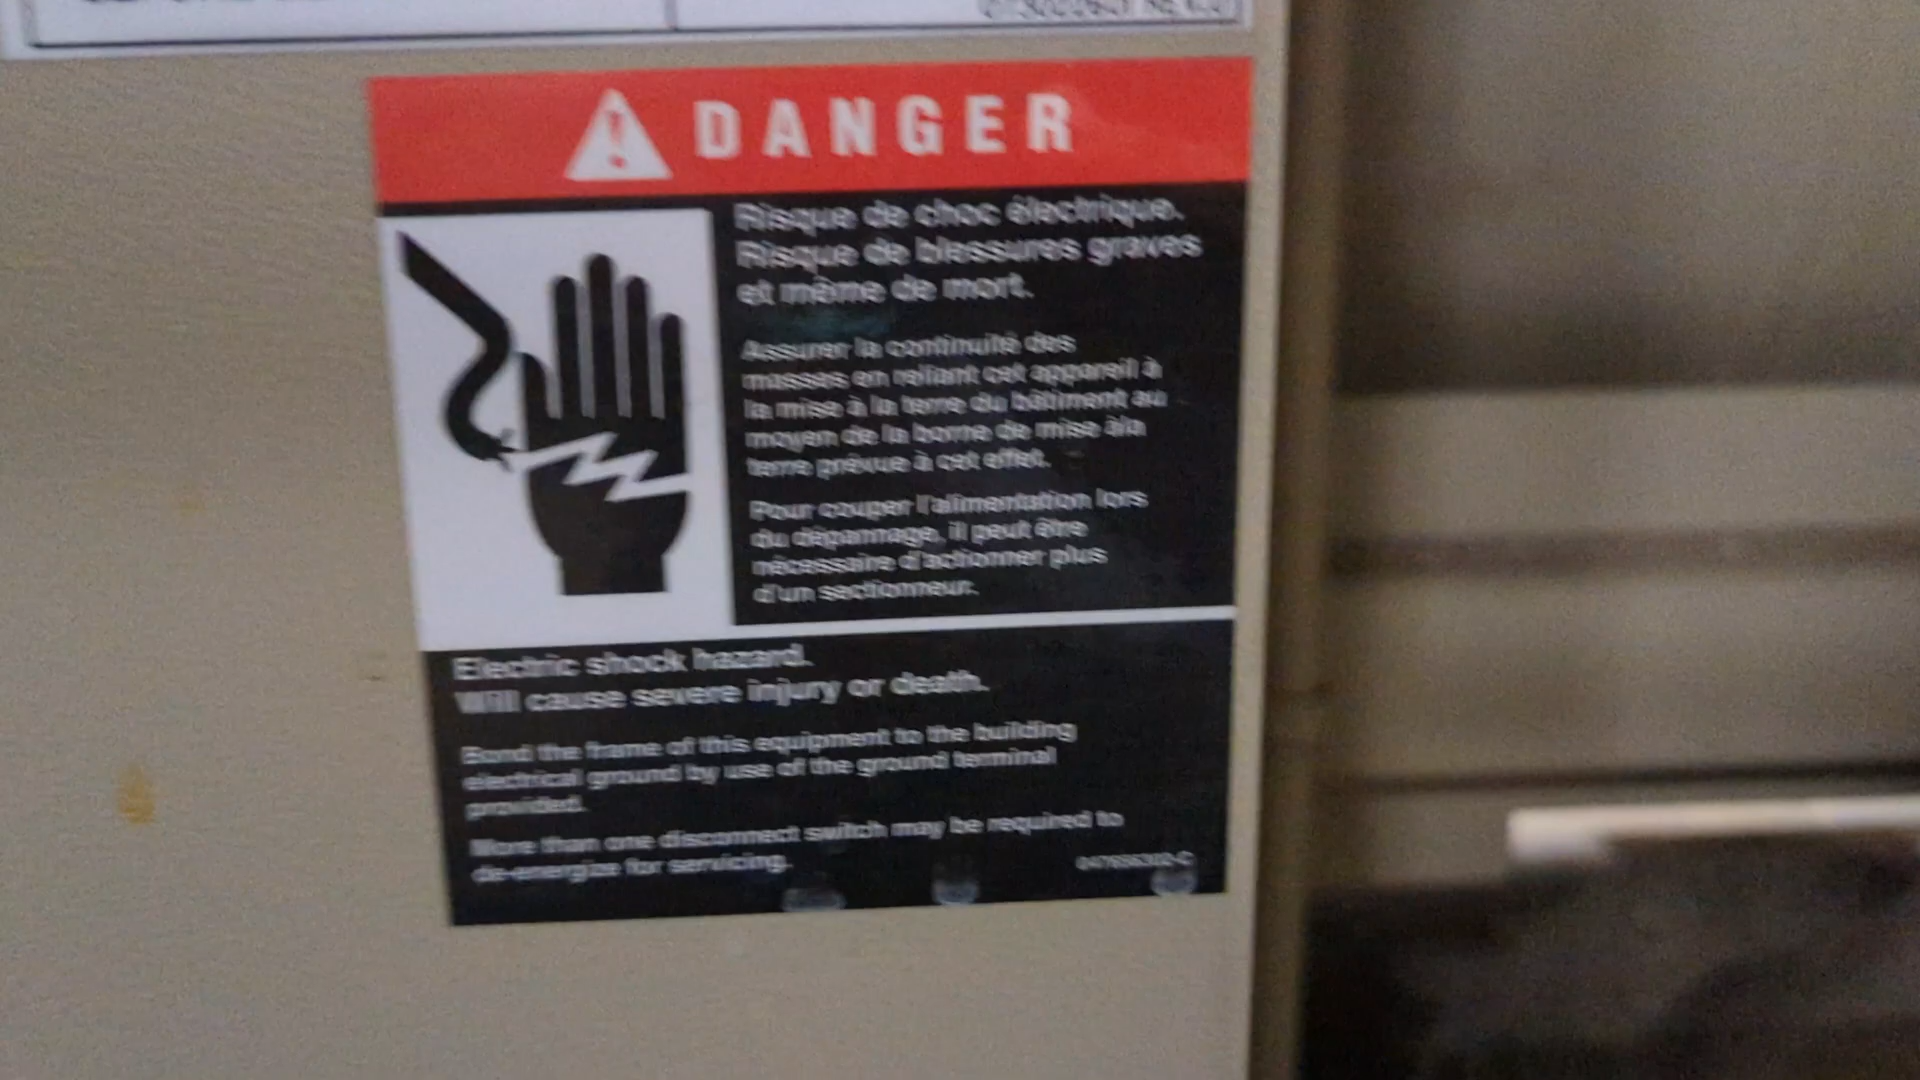 DANGER
Risque de choc électrique.
Risque de blessures graves
et même de mort.
Assurer la continuité des
masses en reliant cet appareil à
la mise à la terre du bâtiment au
moyen de la borne de mise àla
terre prévue à cet effet.
Pour couper l'alimentation lors
du dépannage, il peut être
nécessaire d'actionner plus
d'un sectionneur.
Electric shock hazard.
Will cause severe injury or death.
Bond the frame of this equipment to the building
electrical ground by use of the ground terminal
provided.
More than one disconnect switch may be required to
de-energize for servicing.